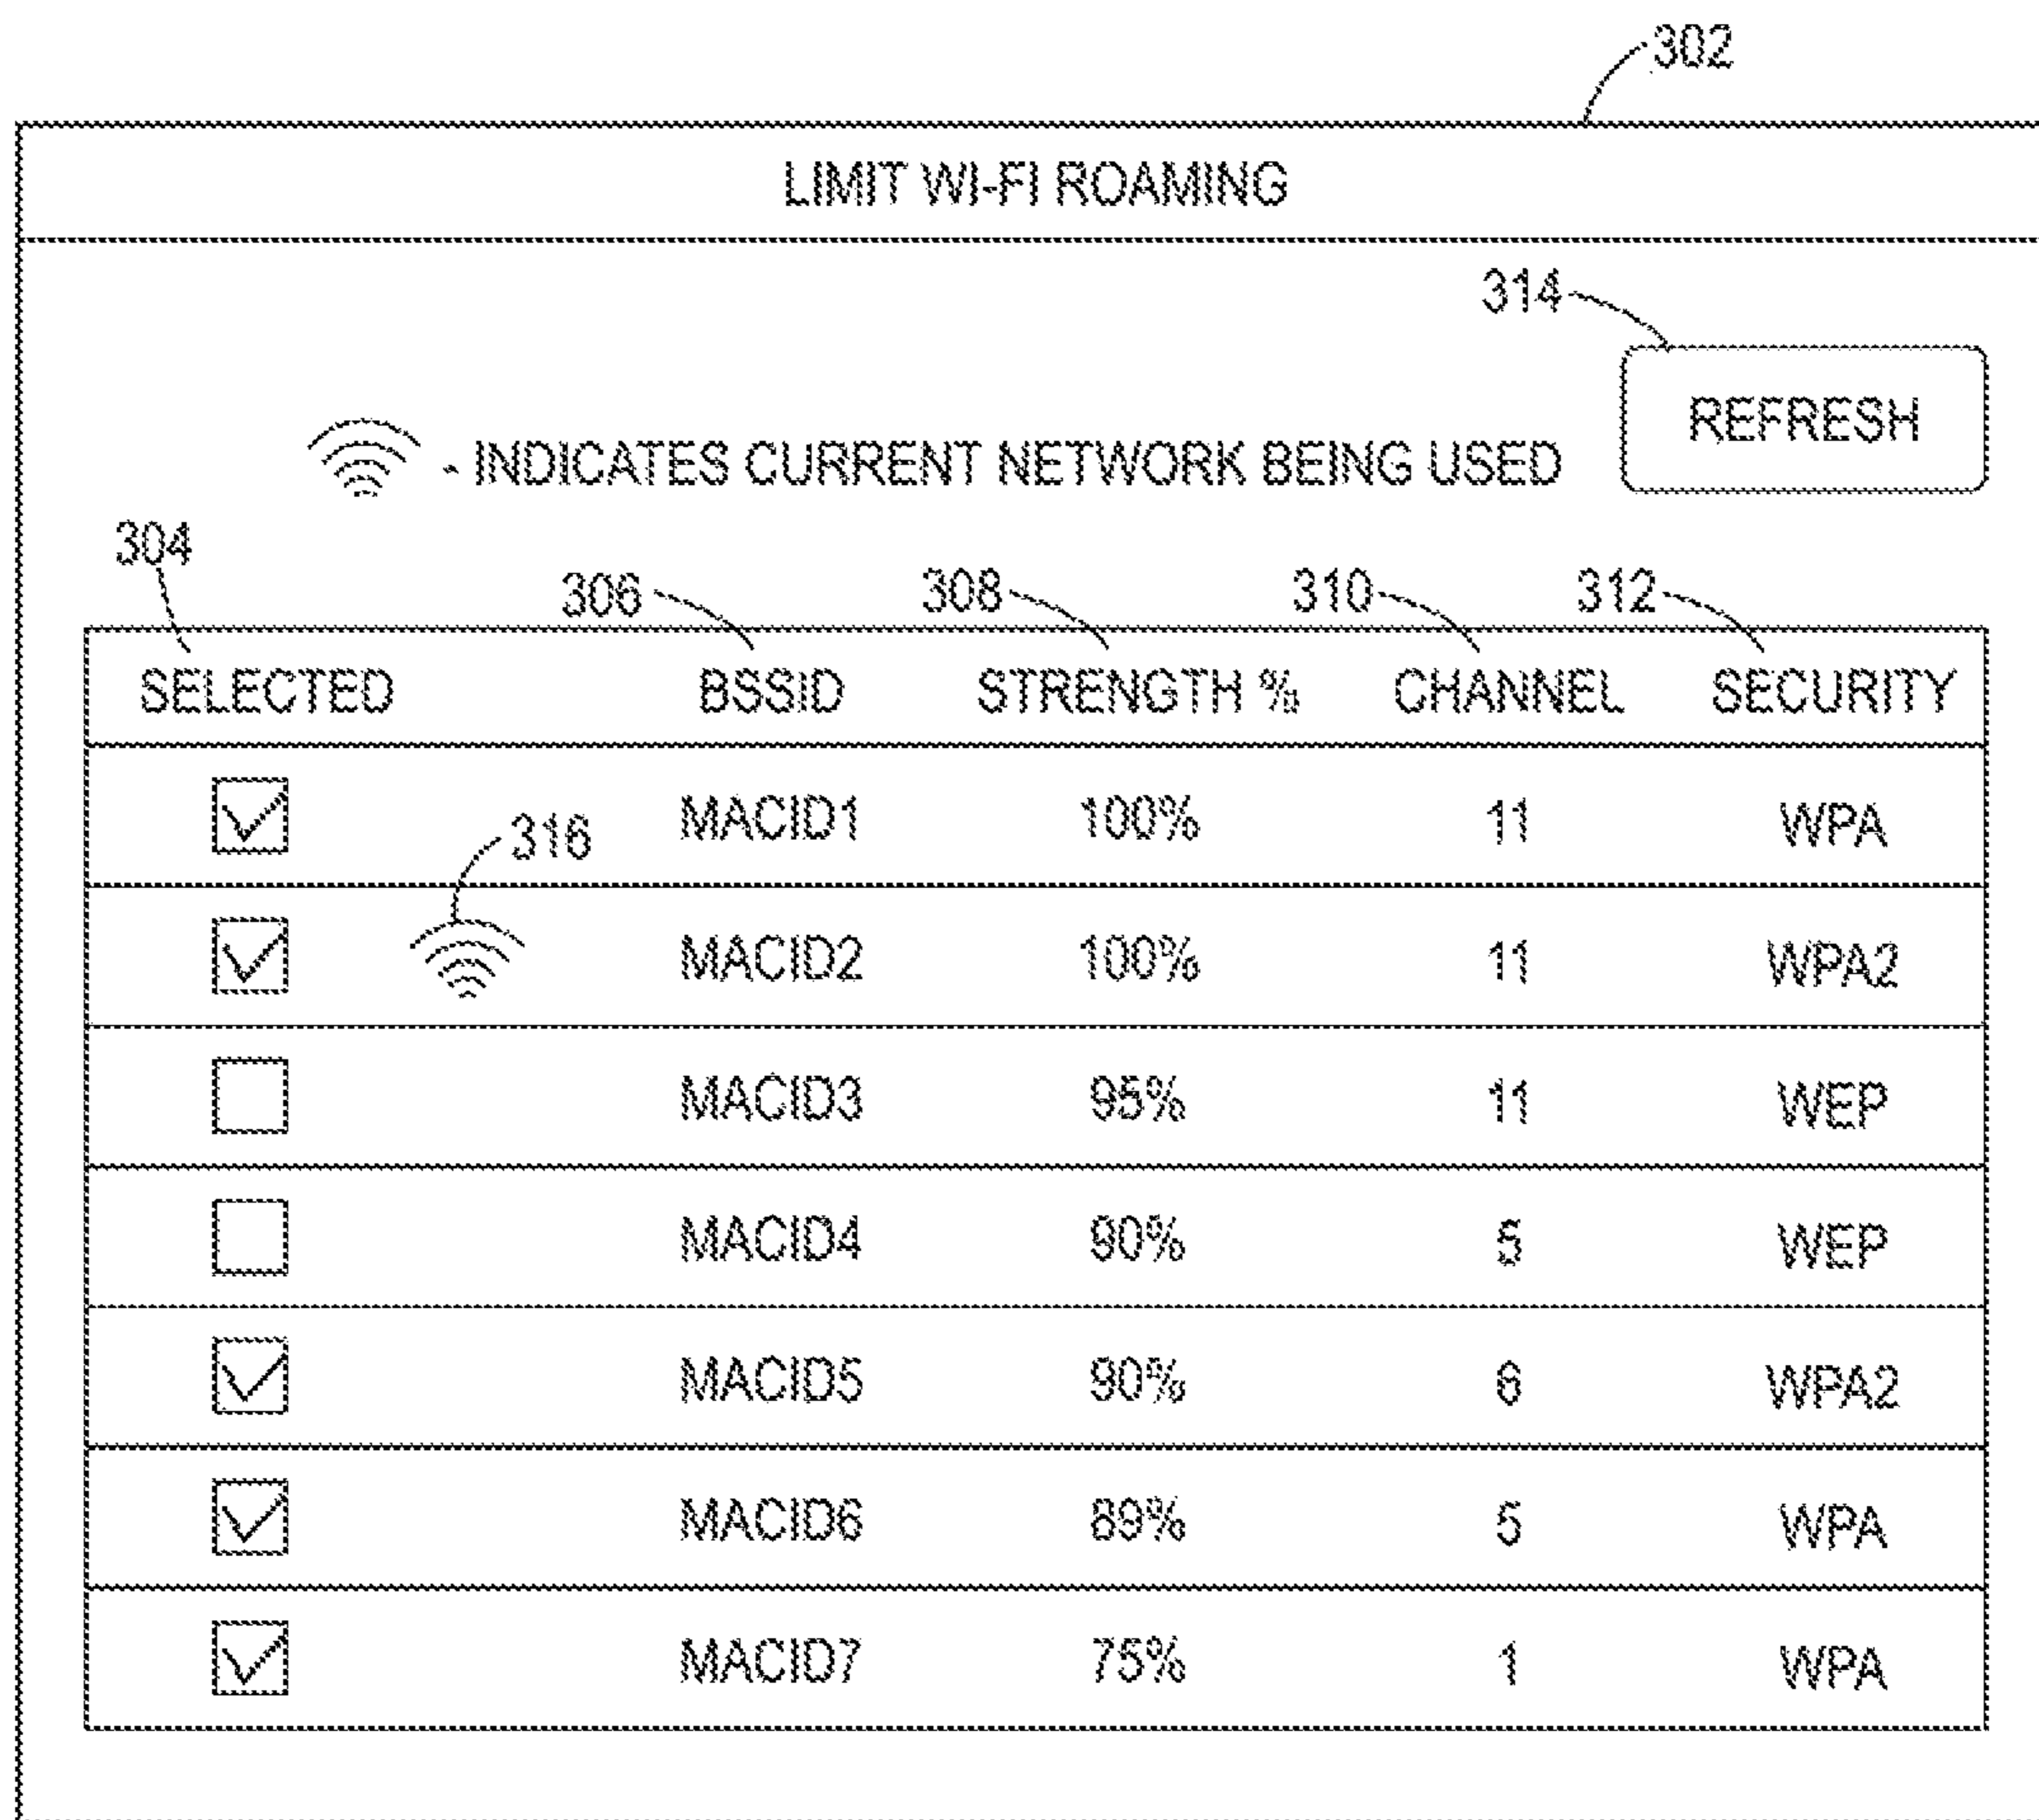 302
LIMIT WI-FI ROAMING
314
REFRESH
- INDICATES CURRENT NETWORK BEING USED
304 306 308 310 312
SELECTED BSSID STRENGTH % CHANNEL SECURITY
MACID1 100% 11 WPA
316
MACID2 100% 11 WPA2
MACID3 95% 11 WEP
MACID4 90% 5 WEP
MACID5 90% 6 WPA2
MACID6 89% 5 WPA
MACID7 75% 1 WPA